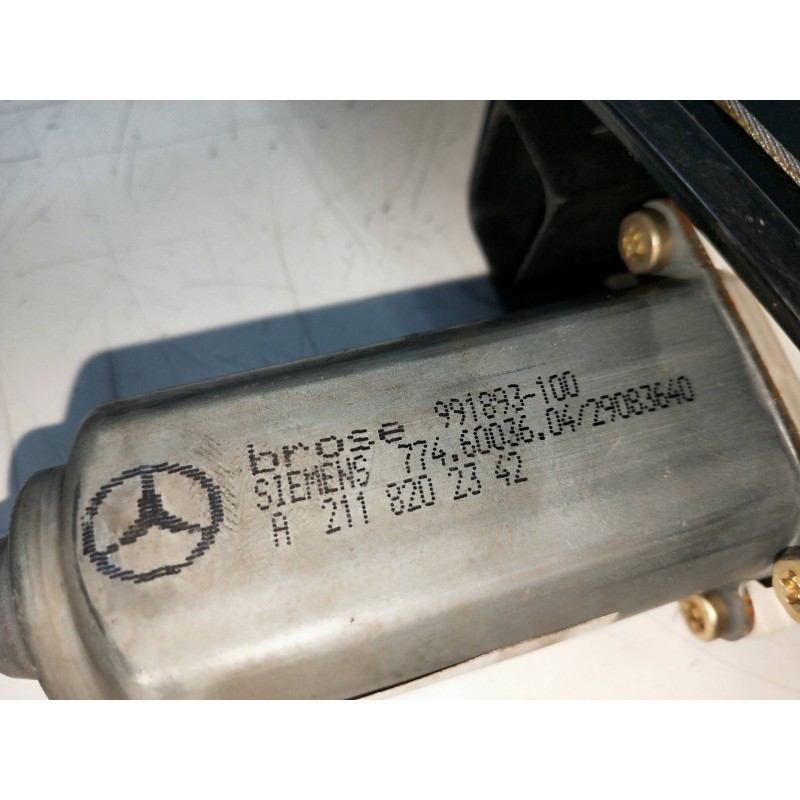 brose 991893-100
SIEMENS 774.60036.04/29083640
A 211 820 23 42